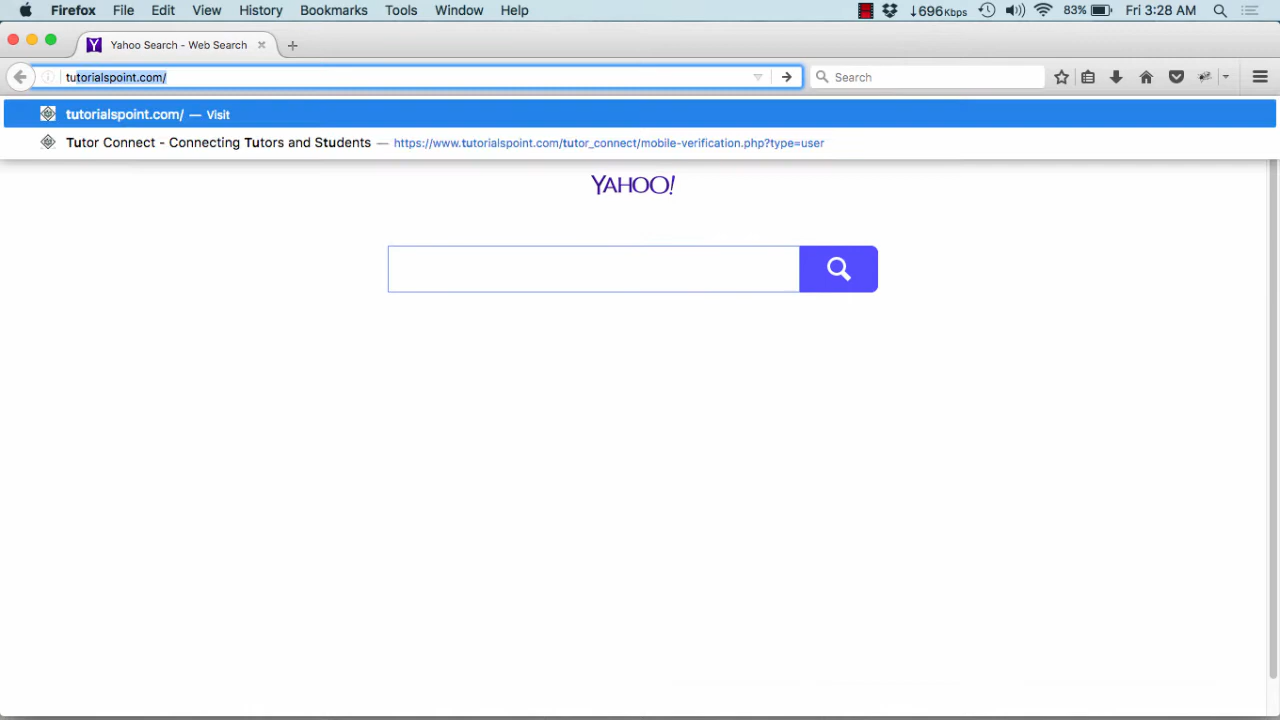 Firefox File Edit View History Bookmarks Tools Window Help ↓696Kbps 83% Fri 3:28 AM
Yahoo Search - Web Search
tutorialspoint.com/ Search
tutorialspoint.com/ — Visit
Tutor Connect - Connecting Tutors and Students — https://www.tutorialspoint.com/tutor_connect/mobile-verification.php?type=user
YAHOO!